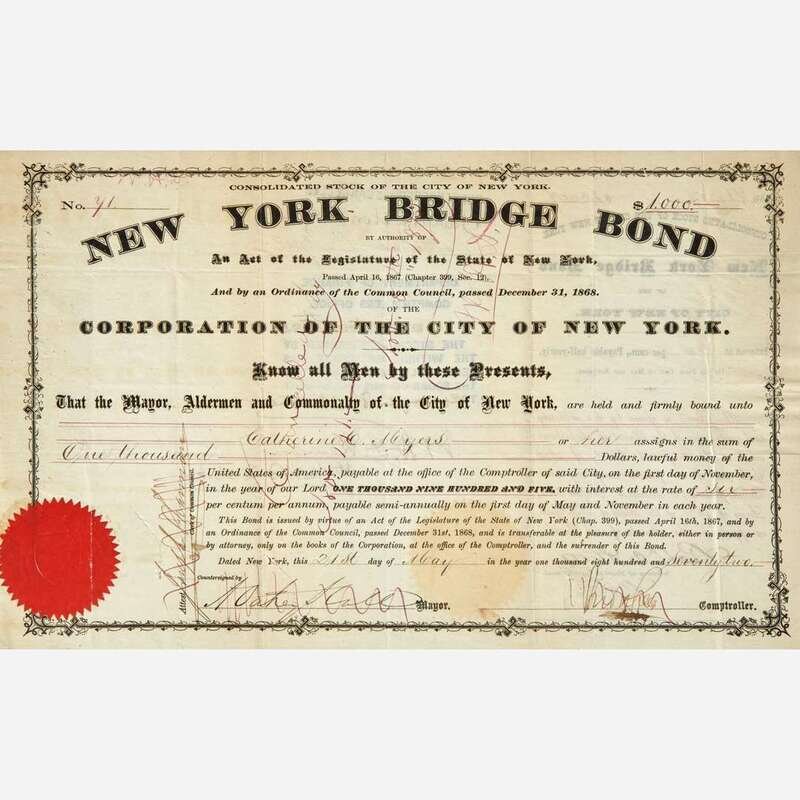 CONSOLIDATED STOCK OF THE CITY OF NEW YORK.
No. 71 $1.000
NEW YORK BRIDGE BOND
BY AUTHORITY OF
An Act of the Legislature of the State of New York,
Passed April 16, 1867 (Chapter 399, Sec. 12),
And by an Ordinance of the Common Council, passed December 31, 1868.
OF THE
CORPORATION OF THE CITY OF NEW YORK.
Know all Men by these Presents,
That the Mayor, Aldermen and Commonalty of the City of New York, are held and firmly bound unto
Catherine C. Myers or her asssigns in the sum of
One thousand Dollars, lawful money of the
United States of America, payable at the office of the Comptroller of said City, on the first day of November,
in the year of our Lord ONE THOUSAND NINE HUNDRED AND FIVE, with interest at the rate of Six
per centum per annum, payable semi-annually on the first day of May and November in each year.
This Bond is issued by virtue of an Act of the Legislature of the State of New York (Chap. 399), passed April 16th, 1867, and by
an Ordinance of the Common Council, passed December 31st, 1868, and is transferable at the pleasure of the holder, either in person or
by attorney, only on the books of the Corporation, at the office of the Comptroller, and the surrender of this Bond.
Dated New York, this 21st day of May in the year one thousand eight hundred and Seventy two.
Attest
Clerk of Common Council.
Countersigned by
A Oakey Hall Mayor.
Comptroller.